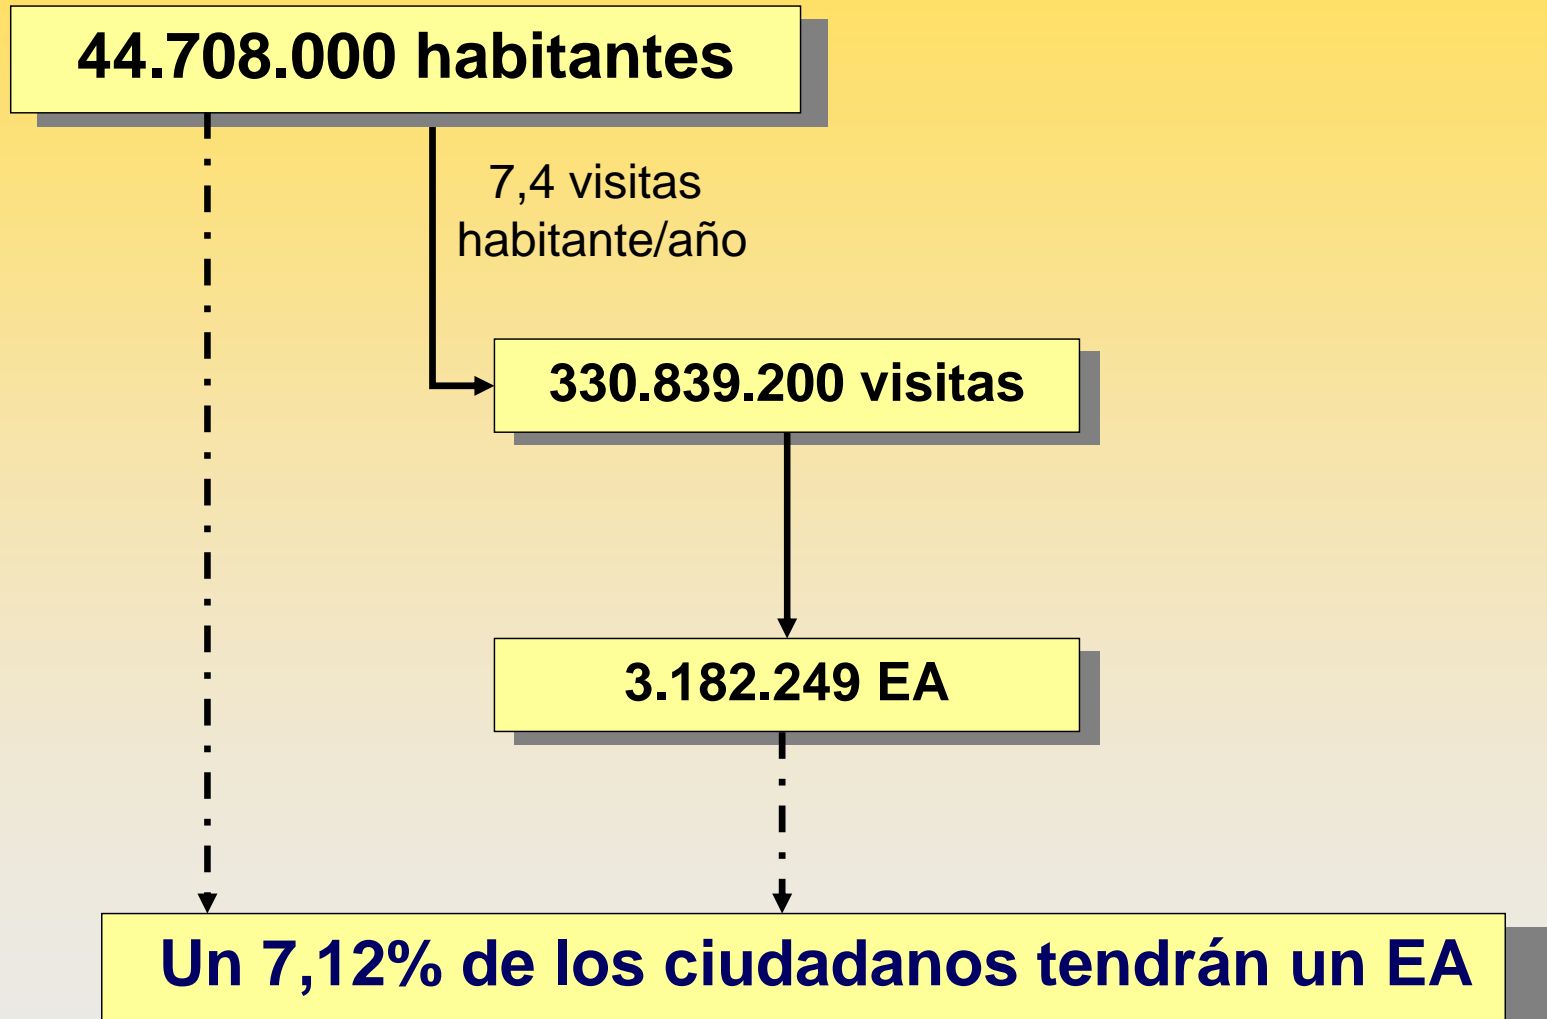 44.708.000 habitantes
7,4 visitas
habitante/año
330.839.200 visitas
3.182.249 EA
Un 7,12% de los ciudadanos tendrán un EA